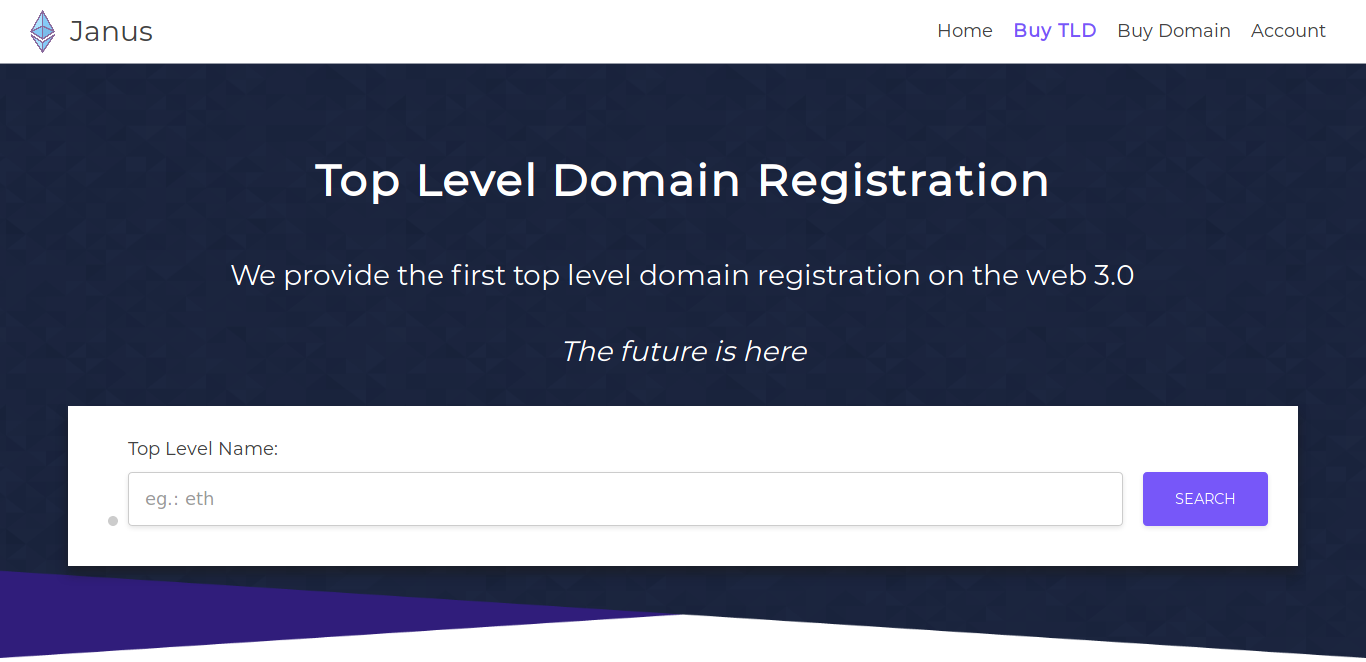 Janus
Home Buy TLD Buy Domain Account
Top Level Domain Registration
We provide the first top level domain registration on the web 3.0
The future is here
Top Level Name:
eg.: eth
SEARCH